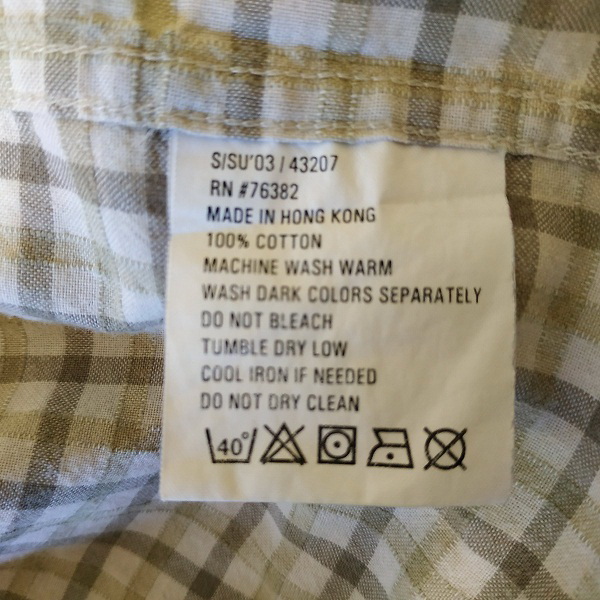 S/SU'03 / 43207
RN #76382
MADE IN HONG KONG
100% COTTON
MACHINE WASH WARM
WASH DARK COLORS SEPARATELY
DO NOT BLEACH
TUMBLE DRY LOW
COOL IRON IF NEEDED
DO NOT DRY CLEAN
40°